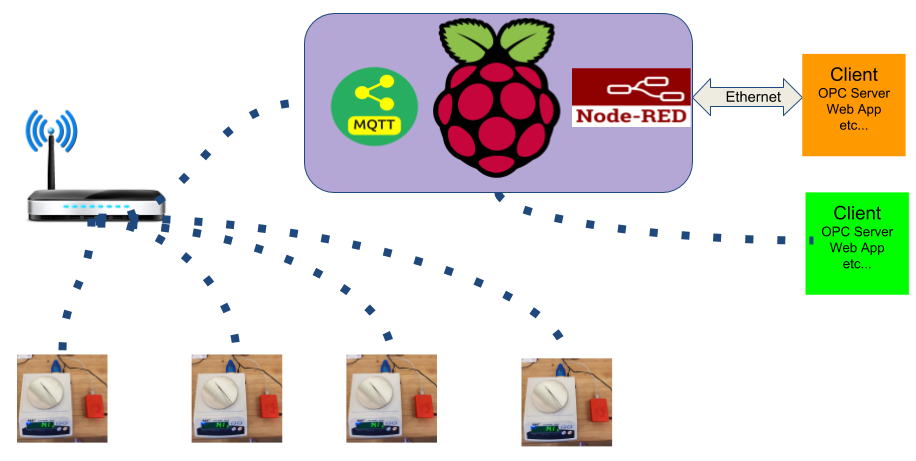 MQTT
Node-RED
Ethernet
Client
OPC Server
Web App
etc...
Client
OPC Server
Web App
etc...